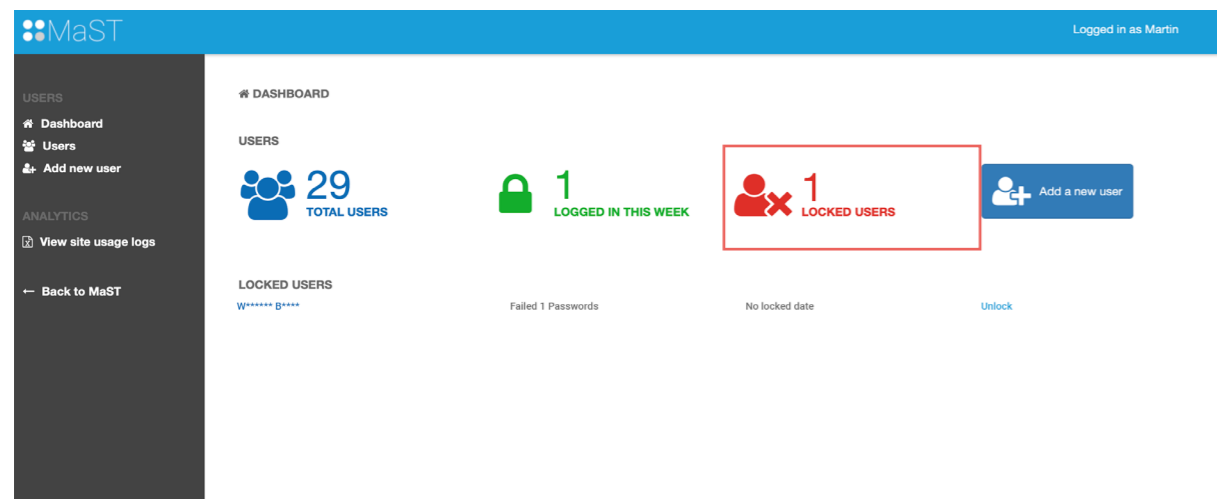 MaST
Logged in as Martin
USERS
Dashboard
Users
Add new user
ANALYTICS
View site usage logs
← Back to MaST
DASHBOARD
USERS
29
TOTAL USERS
1
LOGGED IN THIS WEEK
1
LOCKED USERS
Add a new user
LOCKED USERS
W****** B**** Failed 1 Passwords No locked date Unlock